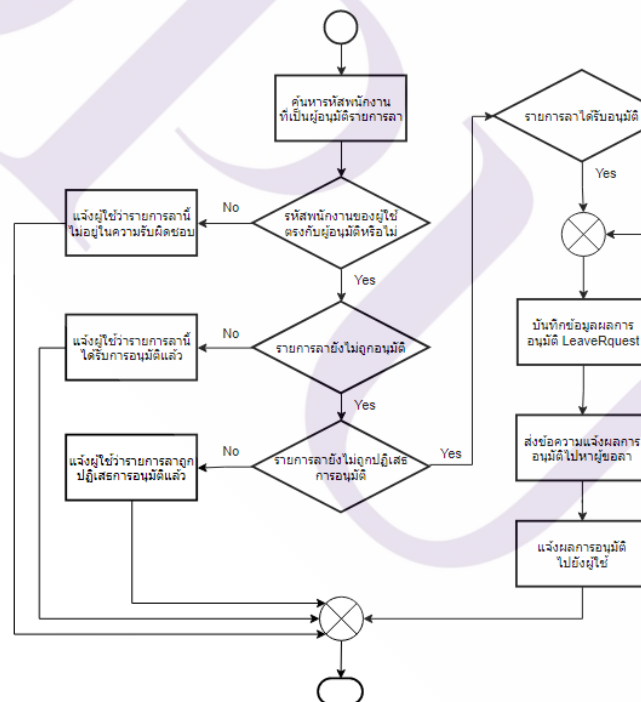 ค้นหารหัสพนักงาน
ที่เป็นผู้อนุมัติรายการลา
รหัสพนักงานของผู้ใช้
ตรงกับผู้อนุมัติหรือไม่
No
แจ้งผู้ใช้ว่ารายการลานี้
ไม่อยู่ในความรับผิดชอบ
Yes
รายการลายังไม่ถูกอนุมัติ
No
แจ้งผู้ใช้ว่ารายการลานี้
ได้รับการอนุมัติแล้ว
Yes
รายการลายังไม่ถูกปฏิเสธ
การอนุมัติ
No
แจ้งผู้ใช้ว่ารายการลาถูก
ปฏิเสธการอนุมัติแล้ว
Yes
รายการลาได้รับอนุมัติ
Yes
บันทึกข้อมูลผลการ
อนุมัติ LeaveRquest
ส่งข้อความแจ้งผลการ
อนุมัติไปหาผู้ขอลา
แจ้งผลการอนุมัติ
ไปยังผู้ใช้